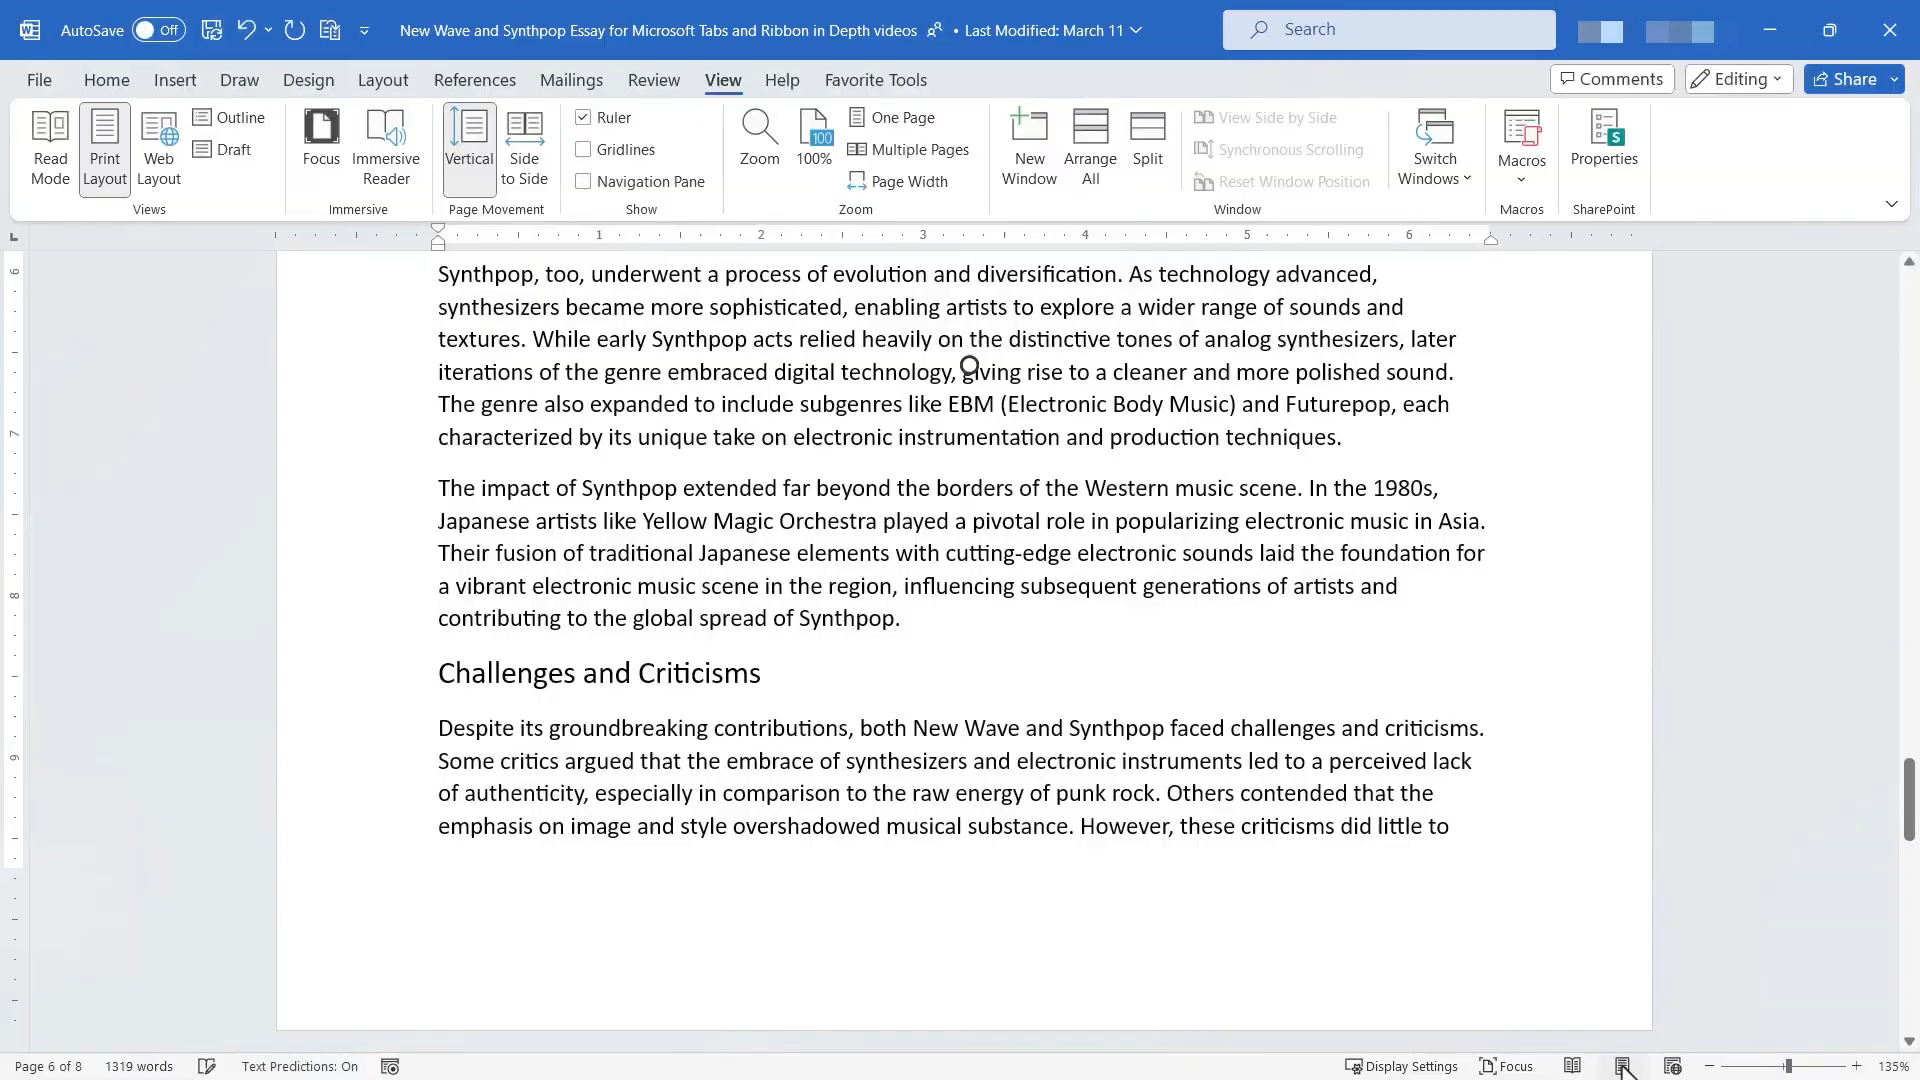 AutoSave Off New Wave and Synthpop Essay for Microsoft Tabs and Ribbon in Depth videos • Last Modified: March 11 Search
File Home Insert Draw Design Layout References Mailings Review View Help Favorite Tools Comments Editing Share
Read Mode
Print Layout
Web Layout
Outline
Draft
Views
Focus
Immersive Reader
Immersive
Vertical
Side to Side
Page Movement
Ruler
Gridlines
Navigation Pane
Show
Zoom
100
100%
One Page
Multiple Pages
Page Width
Zoom
New Window
Arrange All
Split
View Side by Side
Synchronous Scrolling
Reset Window Position
Switch Windows
Window
Macros
Macros
S
Properties
SharePoint
1 2 3 4 5 6
6
7
8
9
Synthpop, too, underwent a process of evolution and diversification. As technology advanced,
synthesizers became more sophisticated, enabling artists to explore a wider range of sounds and
textures. While early Synthpop acts relied heavily on the distinctive tones of analog synthesizers, later
iterations of the genre embraced digital technology, giving rise to a cleaner and more polished sound.
The genre also expanded to include subgenres like EBM (Electronic Body Music) and Futurepop, each
characterized by its unique take on electronic instrumentation and production techniques.
The impact of Synthpop extended far beyond the borders of the Western music scene. In the 1980s,
Japanese artists like Yellow Magic Orchestra played a pivotal role in popularizing electronic music in Asia.
Their fusion of traditional Japanese elements with cutting-edge electronic sounds laid the foundation for
a vibrant electronic music scene in the region, influencing subsequent generations of artists and
contributing to the global spread of Synthpop.
Challenges and Criticisms
Despite its groundbreaking contributions, both New Wave and Synthpop faced challenges and criticisms.
Some critics argued that the embrace of synthesizers and electronic instruments led to a perceived lack
of authenticity, especially in comparison to the raw energy of punk rock. Others contended that the
emphasis on image and style overshadowed musical substance. However, these criticisms did little to
Page 6 of 8 1319 words Text Predictions: On Display Settings Focus 135%